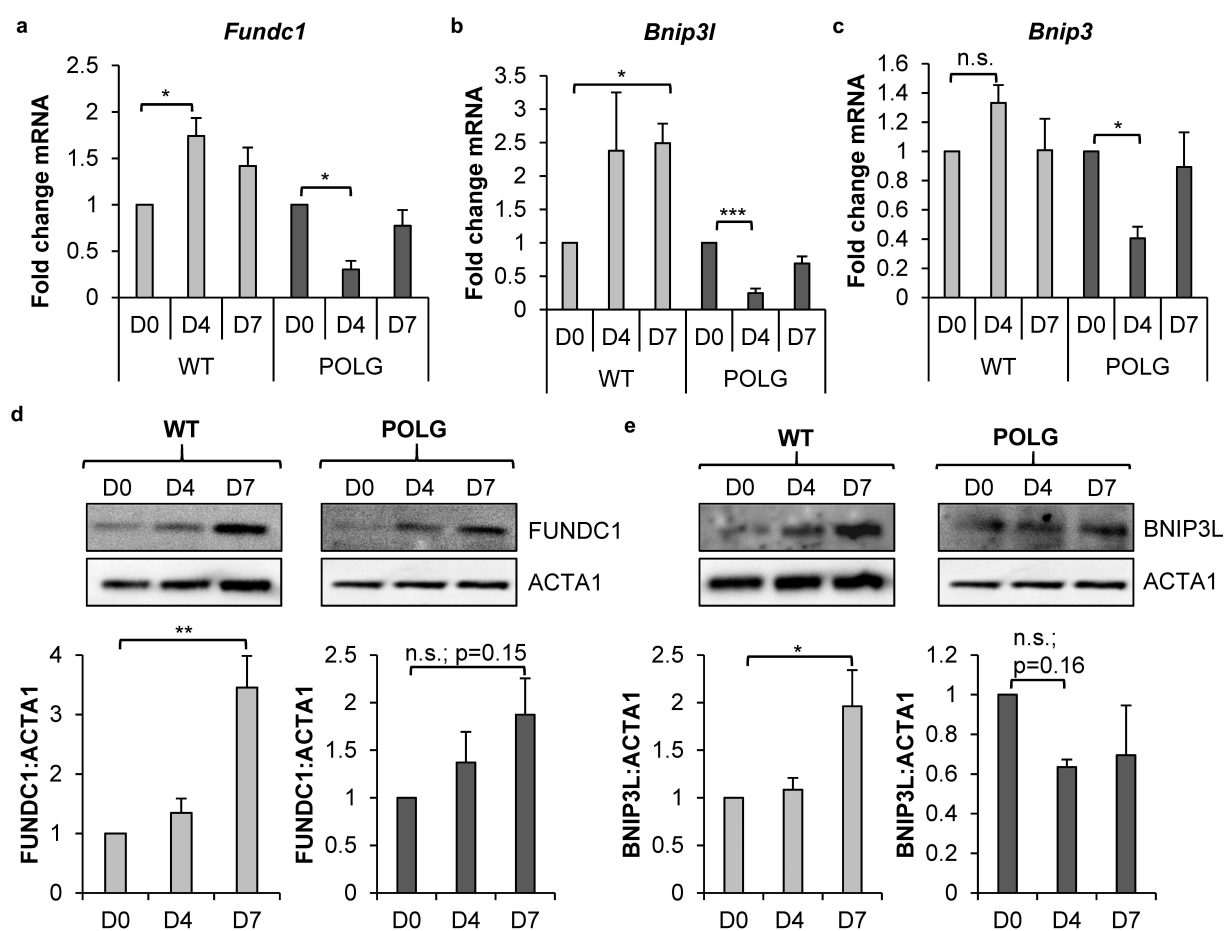 a
Fundc1
Fold change mRNA
2.5
2
1.5
1
0.5
0
*
*
D0 D4 D7 D0 D4 D7
WT POLG
b
Bnip3l
Fold change mRNA
3.5
3
2.5
2
1.5
1
0.5
0
*
***
D0 D4 D7 D0 D4 D7
WT POLG
c
Bnip3
Fold change mRNA
1.6
1.4
1.2
1
0.8
0.6
0.4
0.2
0
n.s.
*
D0 D4 D7 D0 D4 D7
WT POLG
d
WT POLG
D0 D4 D7 D0 D4 D7
FUNDC1
ACTA1
FUNDC1:ACTA1
4
3
2
1
0
**
D0 D4 D7
FUNDC1:ACTA1
2.5
2
1.5
1
0.5
0
n.s.; p=0.15
D0 D4 D7
e
WT POLG
D0 D4 D7 D0 D4 D7
BNIP3L
ACTA1
BNIP3L:ACTA1
2.5
2
1.5
1
0.5
0
*
D0 D4 D7
BNIP3L:ACTA1
1.2
1
0.8
0.6
0.4
0.2
0
n.s.;
p=0.16
D0 D4 D7